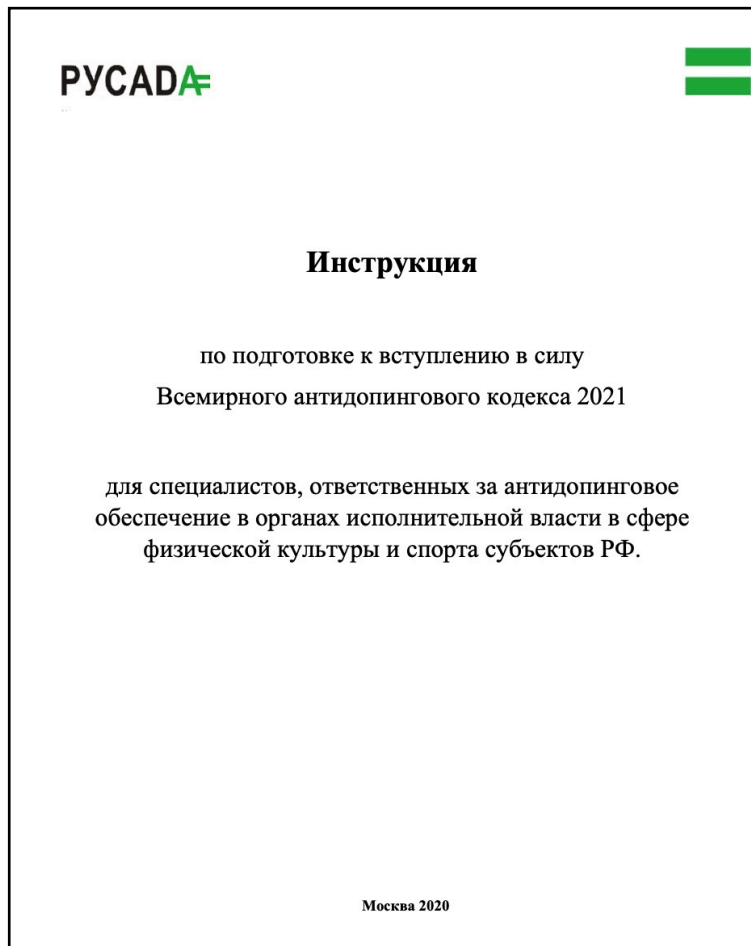 РУСАДА
Инструкция
по подготовке к вступлению в силу
Всемирного антидопингового кодекса 2021
для специалистов, ответственных за антидопинговое
обеспечение в органах исполнительной власти в сфере
физической культуры и спорта субъектов РФ.
Москва 2020